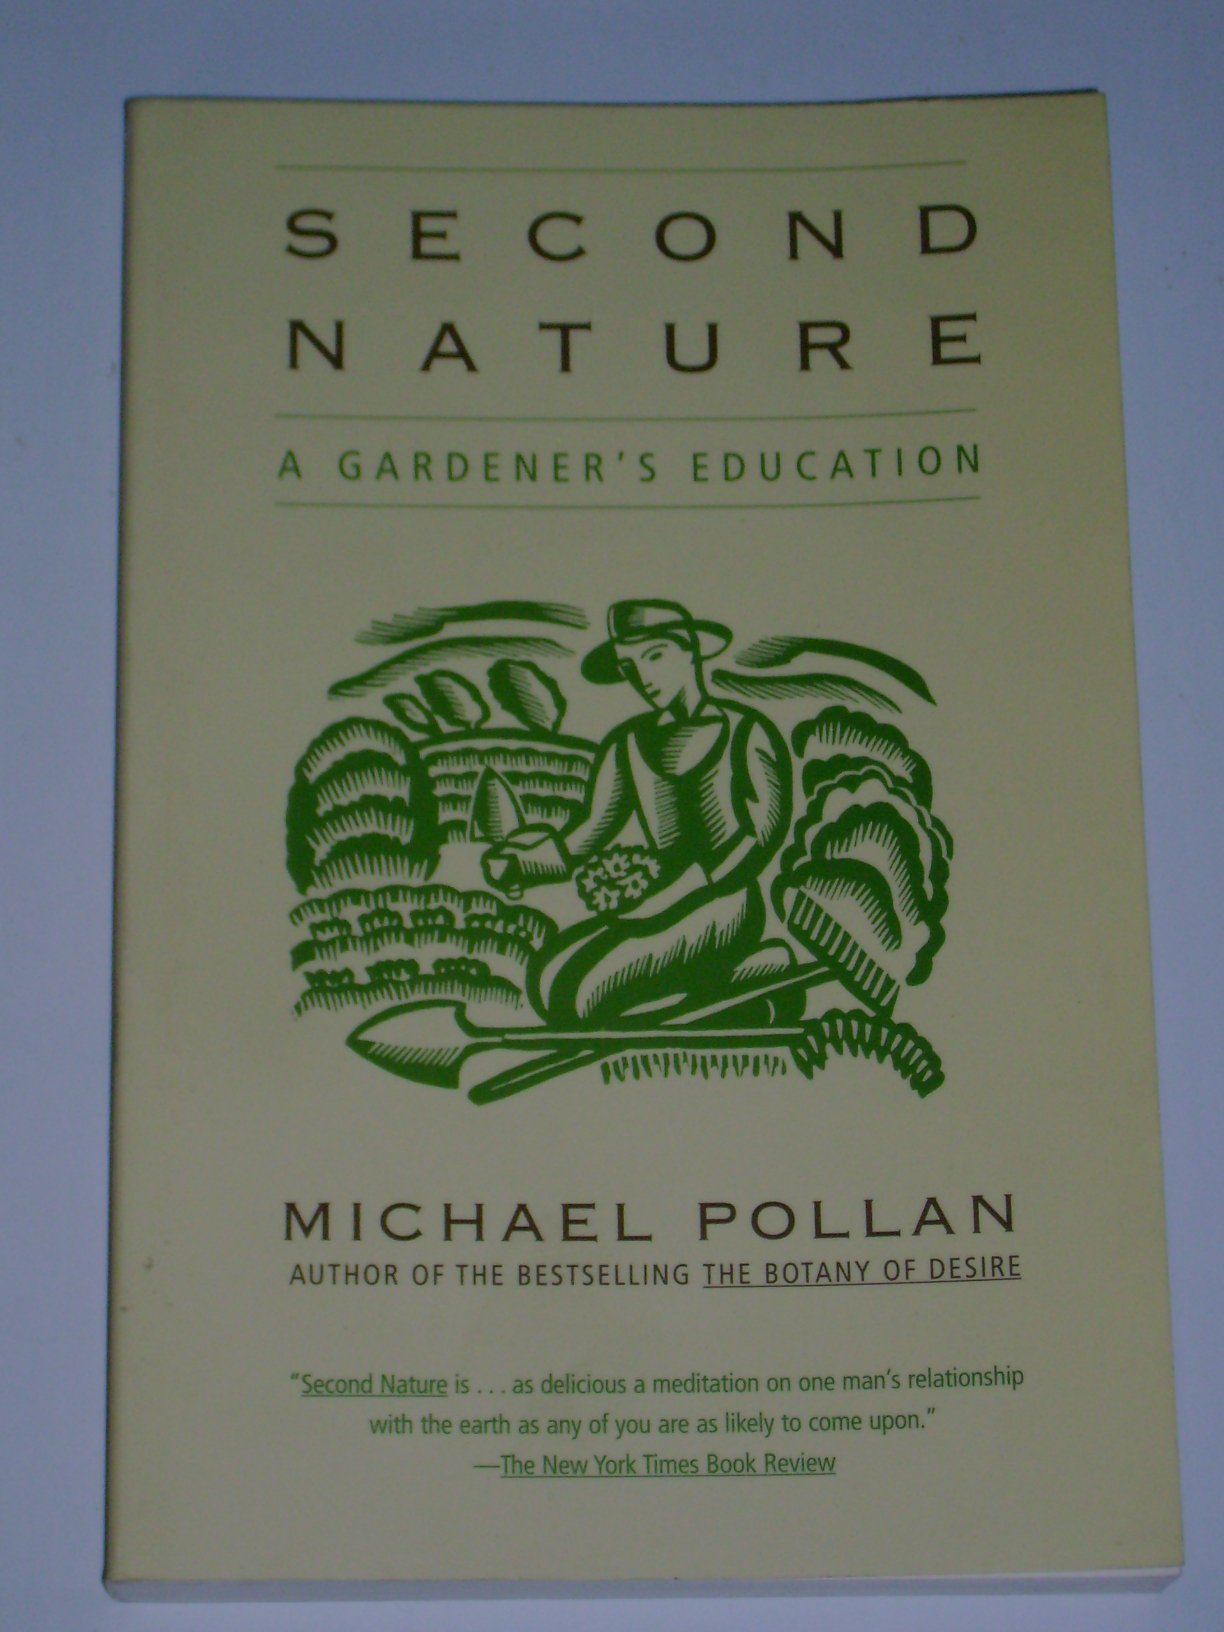 SECOND
NATURE
A GARDENER'S EDUCATION
MICHAEL POLLAN
AUTHOR OF THE BESTSELLING THE BOTANY OF DESIRE
"Second Nature is . . . as delicious a meditation on one man's relationship
with the earth as any of you are as likely to come upon."
—The New York Times Book Review